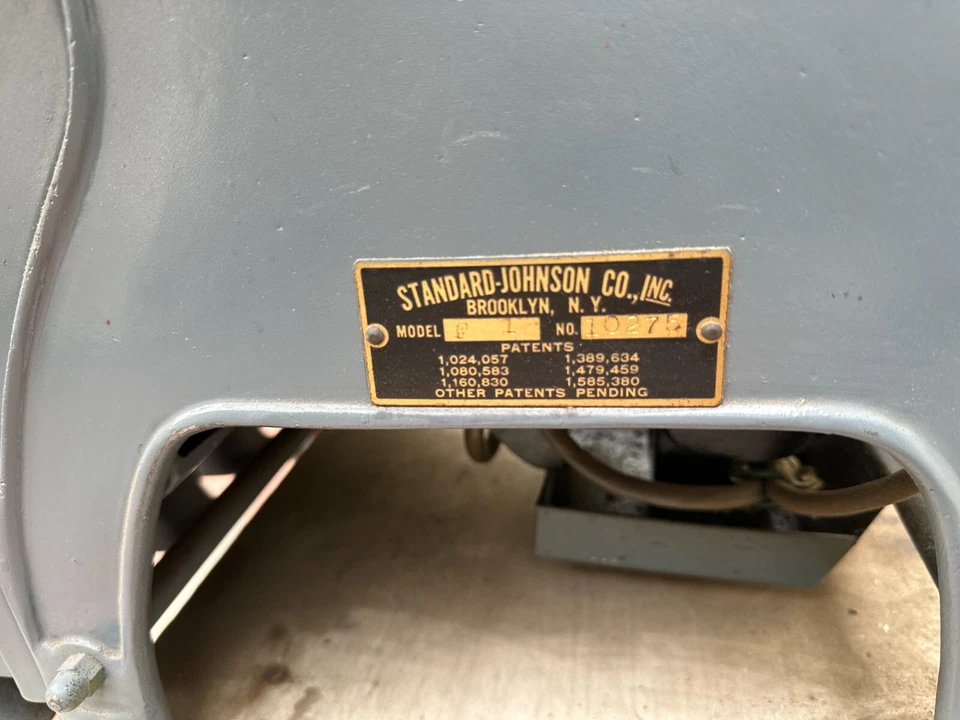 STANDARD-JOHNSON CO., INC.
BROOKLYN, N. Y.
MODEL F 1 NO. 10275
PATENTS
1,024,057 1,389,634
1,080,583 1,479,459
1,160,830 1,585,380
OTHER PATENTS PENDING